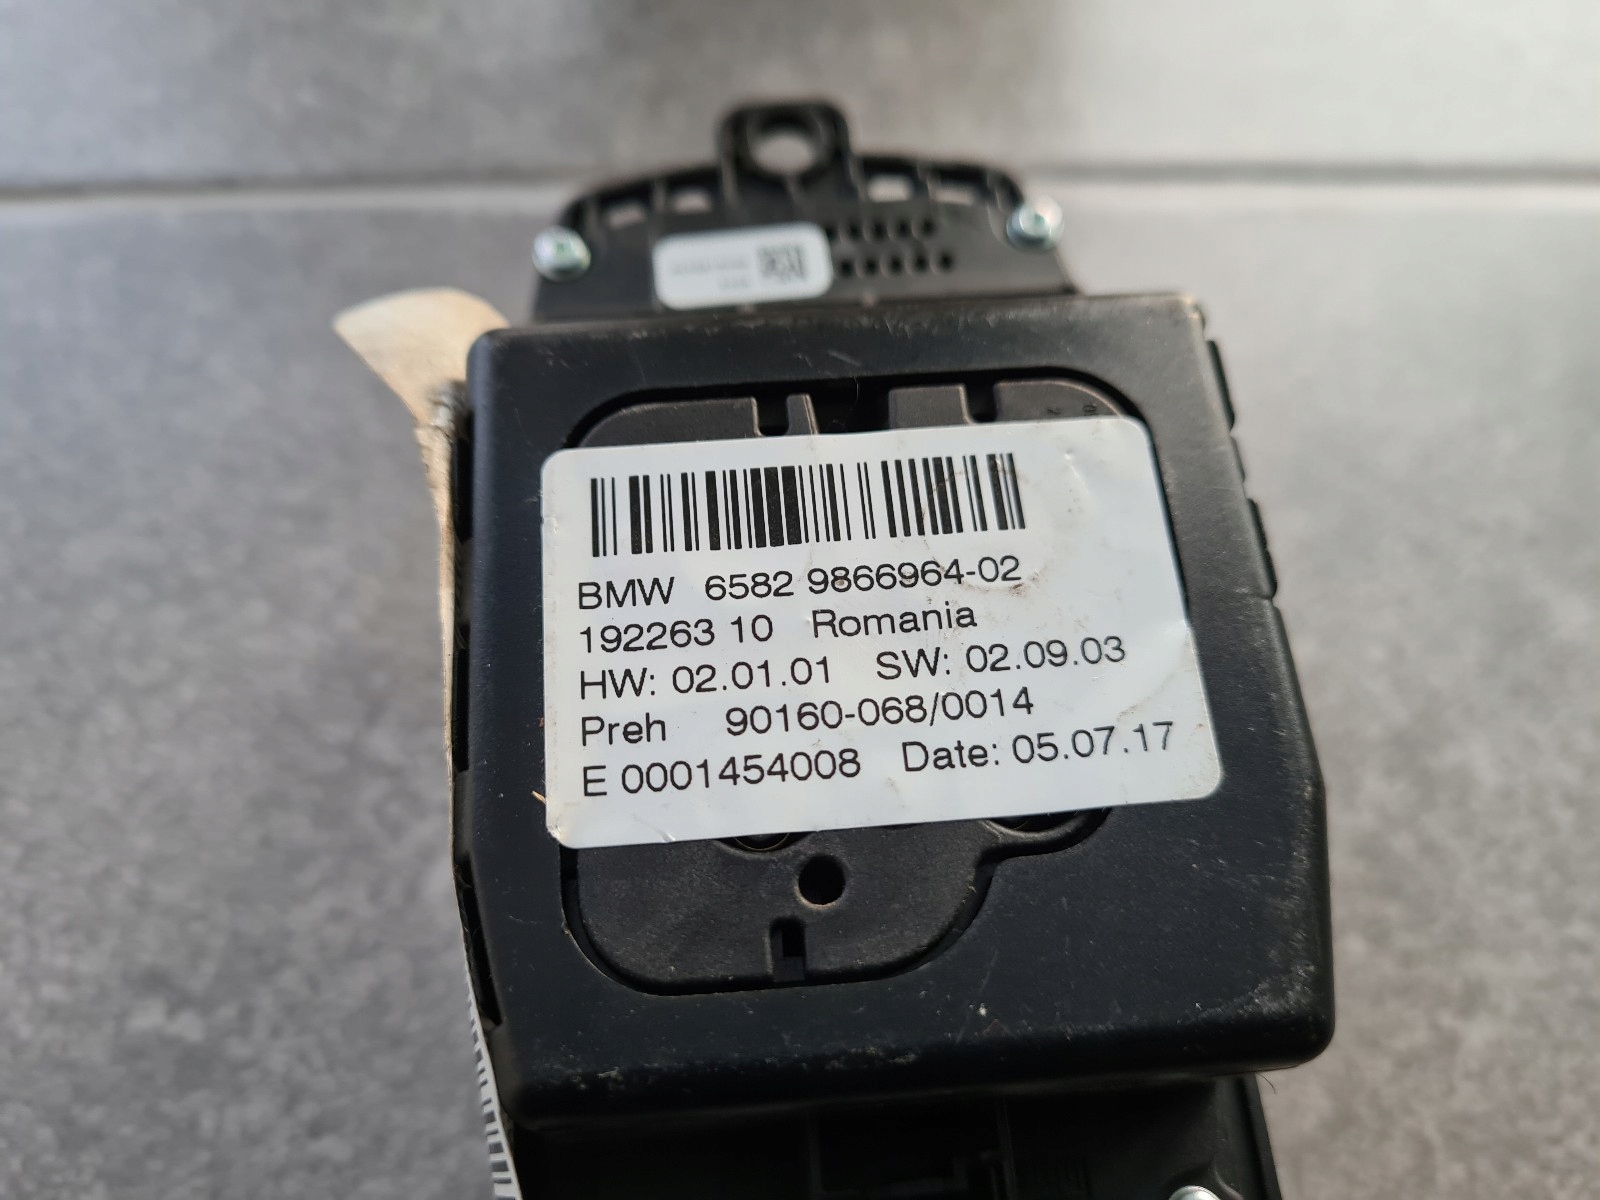 BMW 6582 9866964-02
192263 10 Romania
HW: 02.01.01 SW: 02.09.03
Preh 90160-068/0014
E 0001454008 Date: 05.07.17